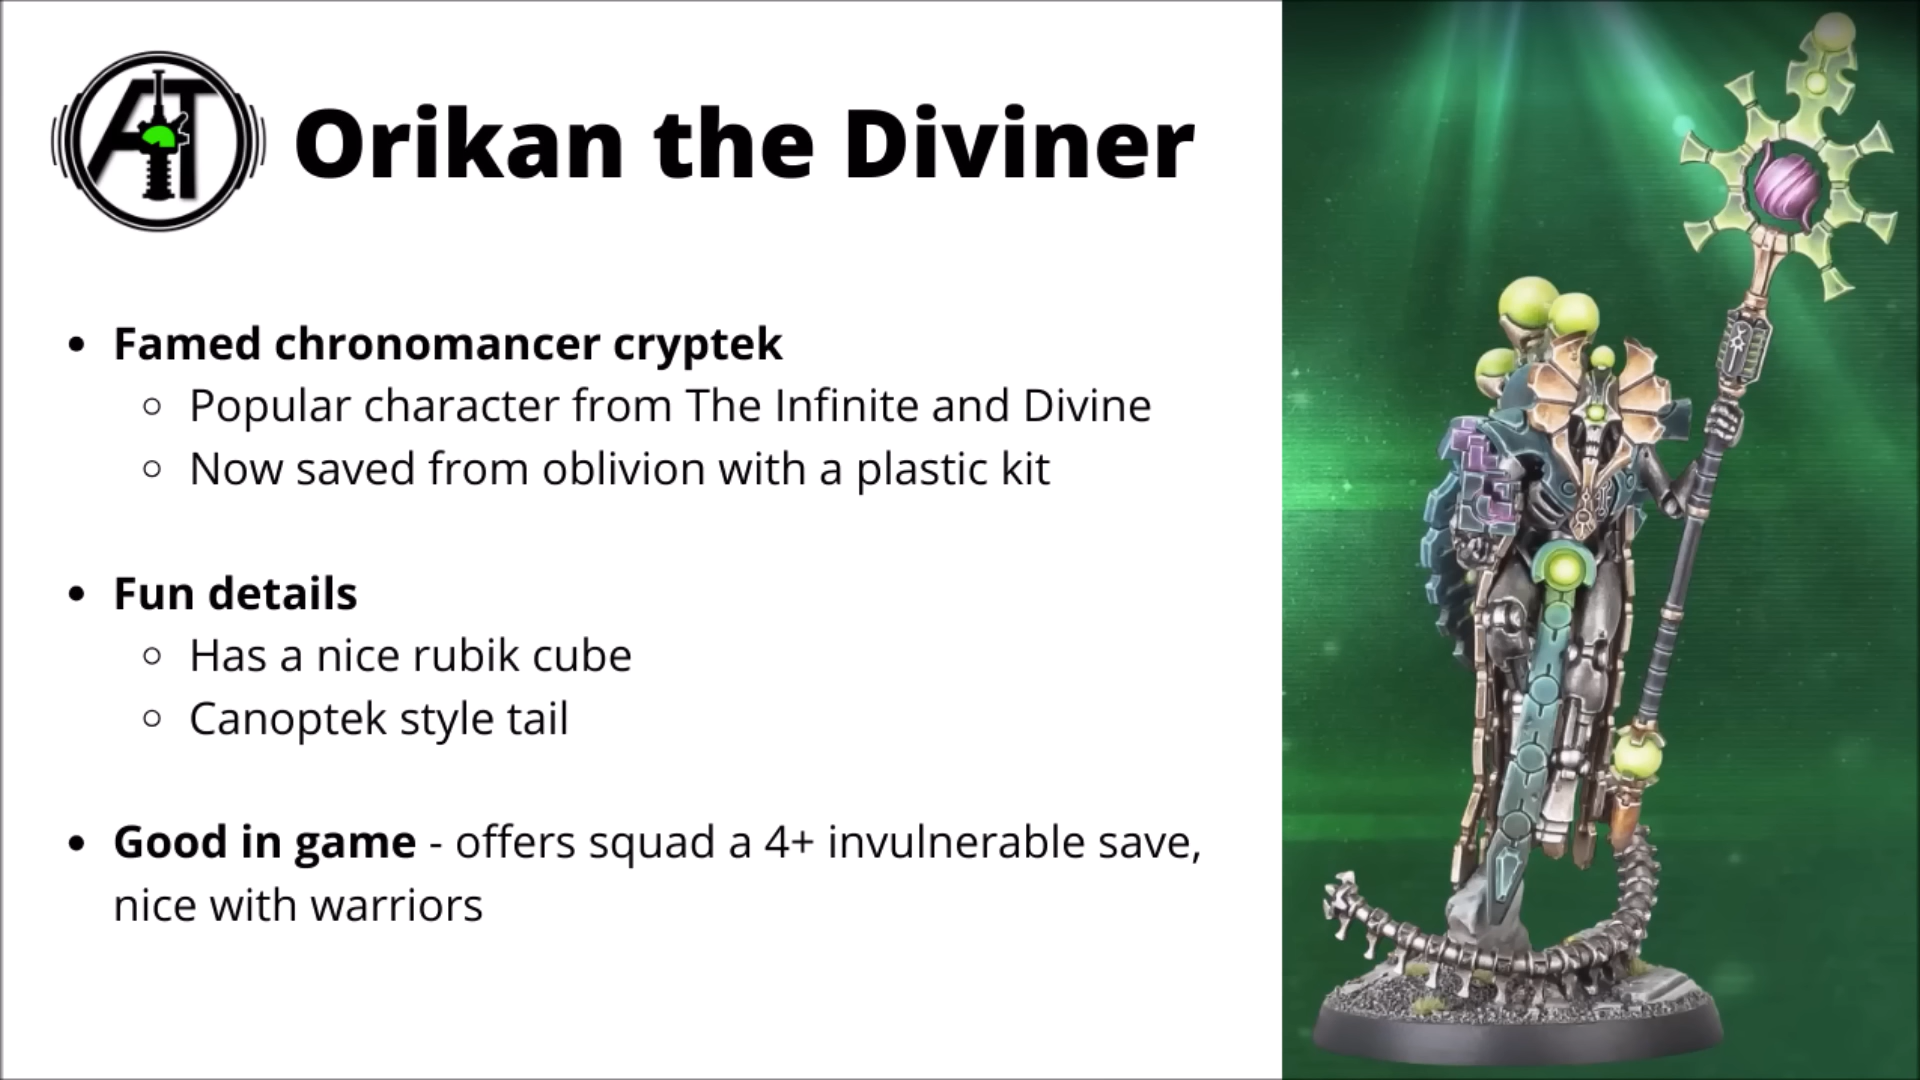 AT
Orikan the Diviner
• Famed chronomancer cryptek
○ Popular character from The Infinite and Divine
○ Now saved from oblivion with a plastic kit
• Fun details
○ Has a nice rubik cube
○ Canoptek style tail
• Good in game - offers squad a 4+ invulnerable save,
nice with warriors